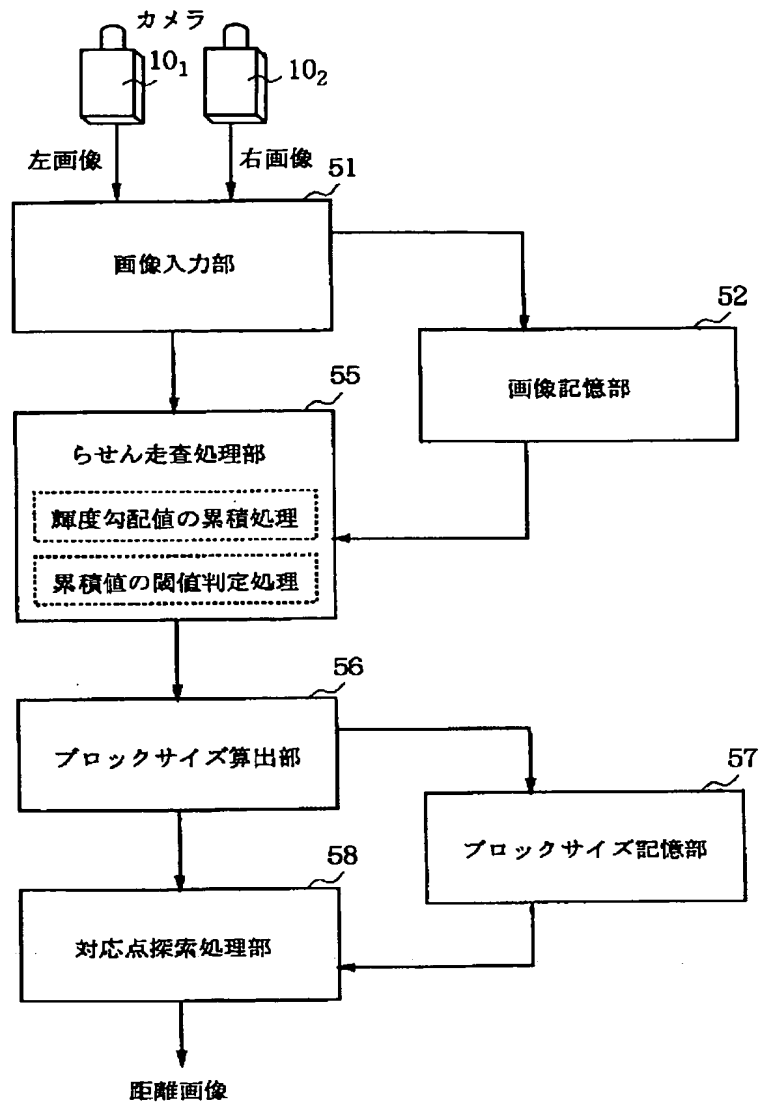 カメラ
10₁
10₂
左画像
右画像
51
画像入力部
52
画像記憶部
55
らせん走査処理部
輝度勾配値の累積処理
累積値の閾値判定処理
56
ブロックサイズ算出部
57
ブロックサイズ記憶部
58
対応点探索処理部
距離画像